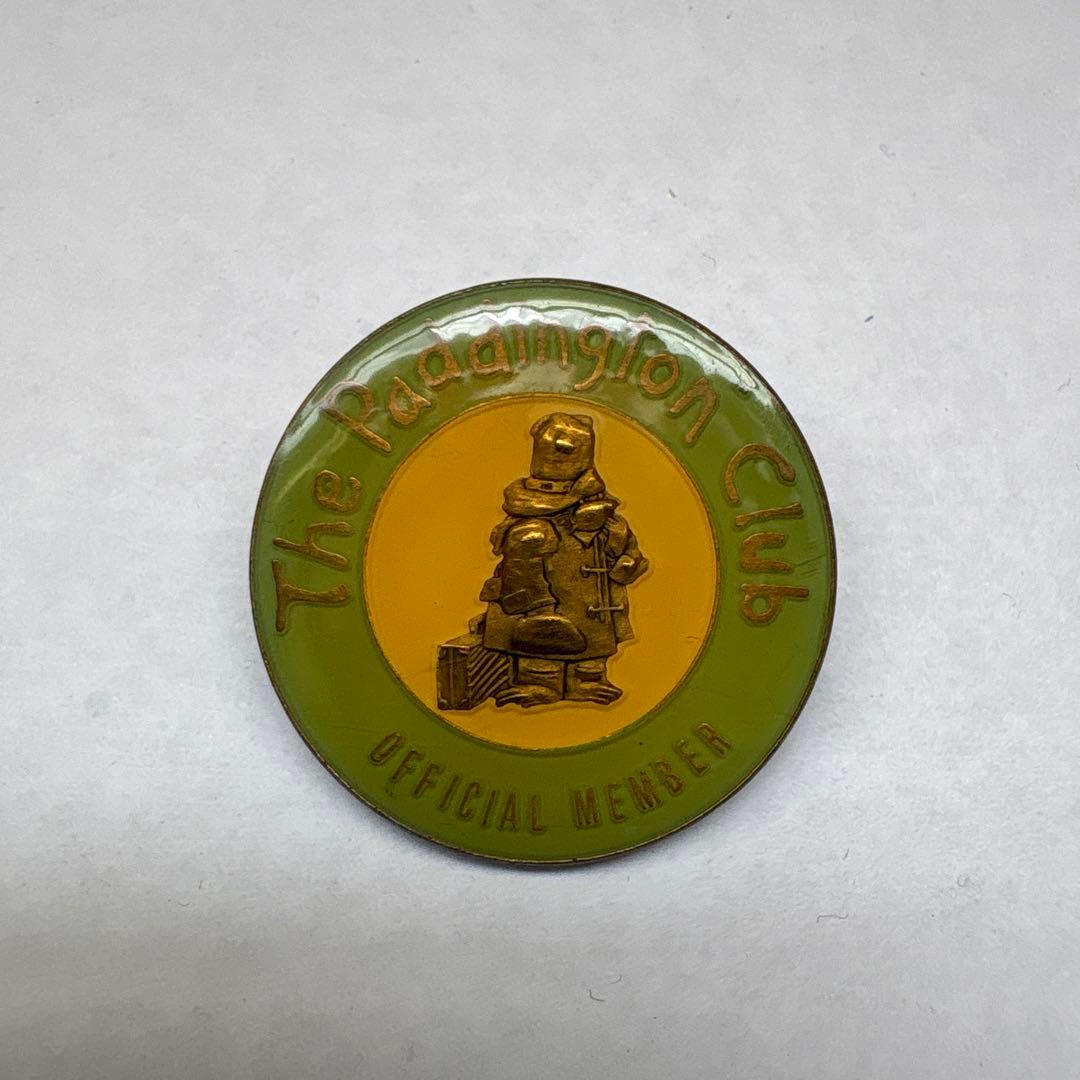 The Paddington Club
OFFICIAL MEMBER